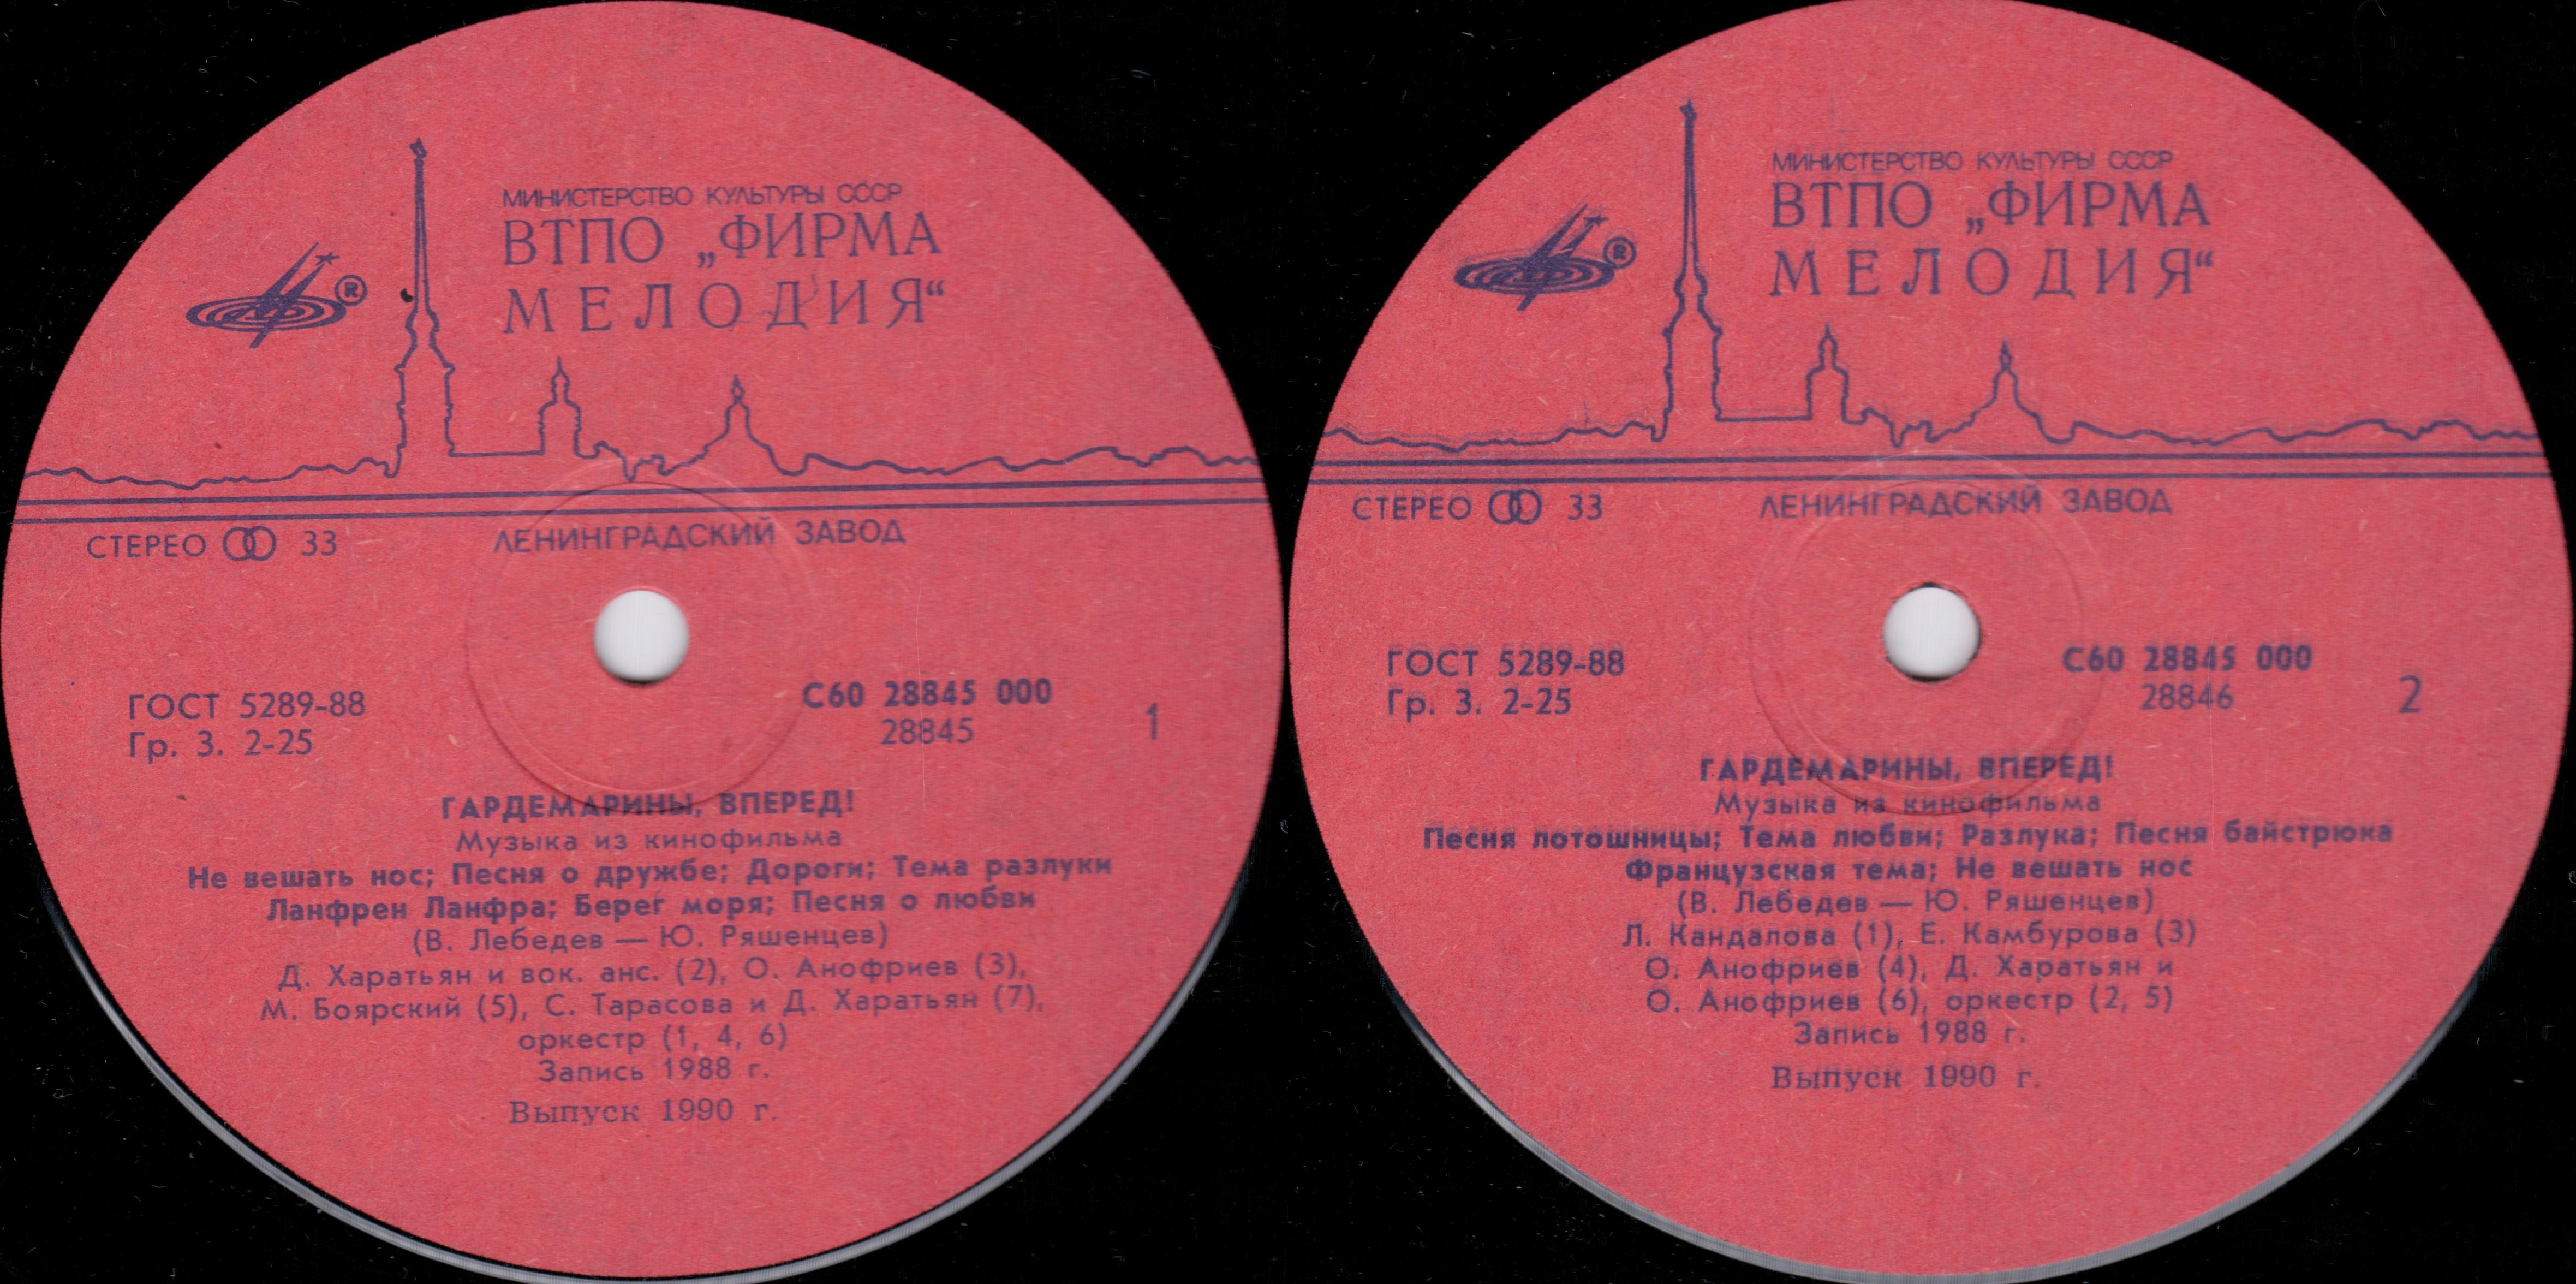 МИНИСТЕРСТВО КУЛЬТУРЫ СССР
ВТПО „ФИРМА
МЕЛОДИЯ“
®
СТЕРЕО 33
ЛЕНИНГРАДСКИЙ ЗАВОД
ГОСТ 5289-88
Гр. 3. 2-25
С60 28845 000
28845
1
ГАРДЕМАРИНЫ, ВПЕРЕД!
Музыка из кинофильма
Не вешать нос; Песня о дружбе; Дороги; Тема разлуки
Ланфрен Ланфра; Берег моря; Песня о любви
(В. Лебедев — Ю. Ряшенцев)
Д. Харатьян и вок. анс. (2), О. Анофриев (3),
М. Боярский (5), С. Тарасова и Д. Харатьян (7),
оркестр (1, 4, 6)
Запись 1988 г.
Выпуск 1990 г.
МИНИСТЕРСТВО КУЛЬТУРЫ СССР
ВТПО „ФИРМА
МЕЛОДИЯ“
®
СТЕРЕО 33
ЛЕНИНГРАДСКИЙ ЗАВОД
ГОСТ 5289-88
Гр. 3. 2-25
С60 28845 000
28846
2
ГАРДЕМАРИНЫ, ВПЕРЕД!
Музыка из кинофильма
Песня лотошницы; Тема любви; Разлука; Песня байстрюка
Французская тема; Не вешать нос
(В. Лебедев — Ю. Ряшенцев)
Л. Кандалова (1), Е. Камбурова (3)
О. Анофриев (4), Д. Харатьян и
О. Анофриев (6), оркестр (2, 5)
Запись 1988 г.
Выпуск 1990 г.